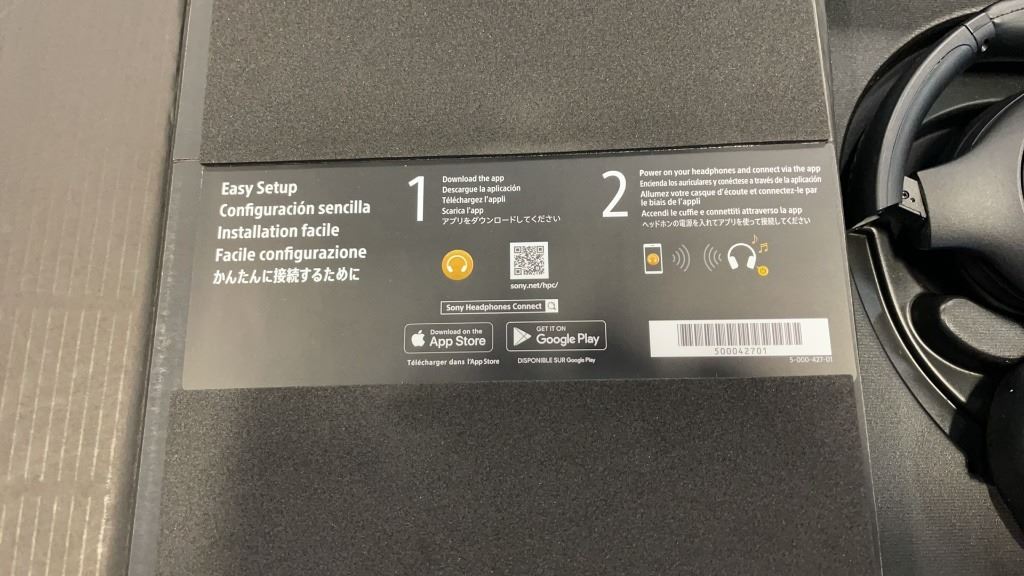 Easy Setup
Configuración sencilla
Installation facile
Facile configurazione
かんたんに接続するために
1
Download the app
Descargue la aplicación
Téléchargez l'appli
Scarica l'app
アプリをダウンロードしてください
sony.net/hpc/
Sony Headphones Connect
Download on the
App Store
Télécharger dans l'App Store
GET IT ON
Google Play
DISPONIBLE SUR Google Play
2
Power on your headphones and connect via the app
Encienda los auriculares y conéctese a través de la aplicación
Allumez votre casque d'écoute et connectez-le par
le biais de l'appli
Accendi le cuffie e connettiti attraverso la app
ヘッドホンの電源を入れてアプリを使って接続してください
500042701
5-000-427-01